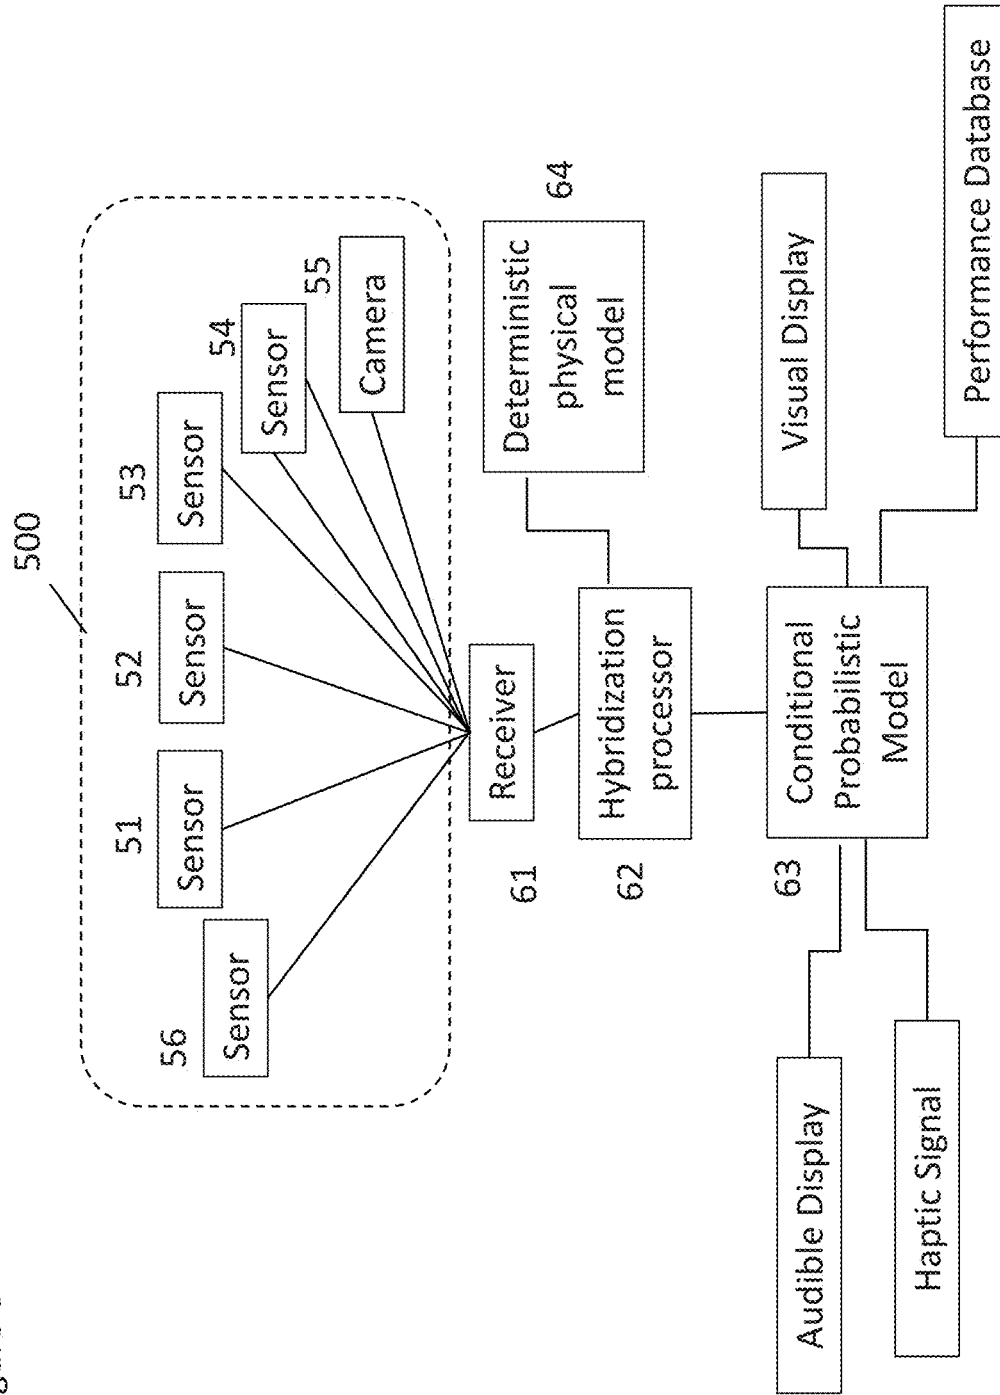 500
51
52
53
54
55
56
Sensor
Sensor
Sensor
Sensor
Sensor
Camera
Receiver
61
Hybridization
processor
62
Deterministic
physical
model
64
Conditional
Probabilistic
Model
63
Audible Display
Haptic Signal
Visual Display
Performance Database